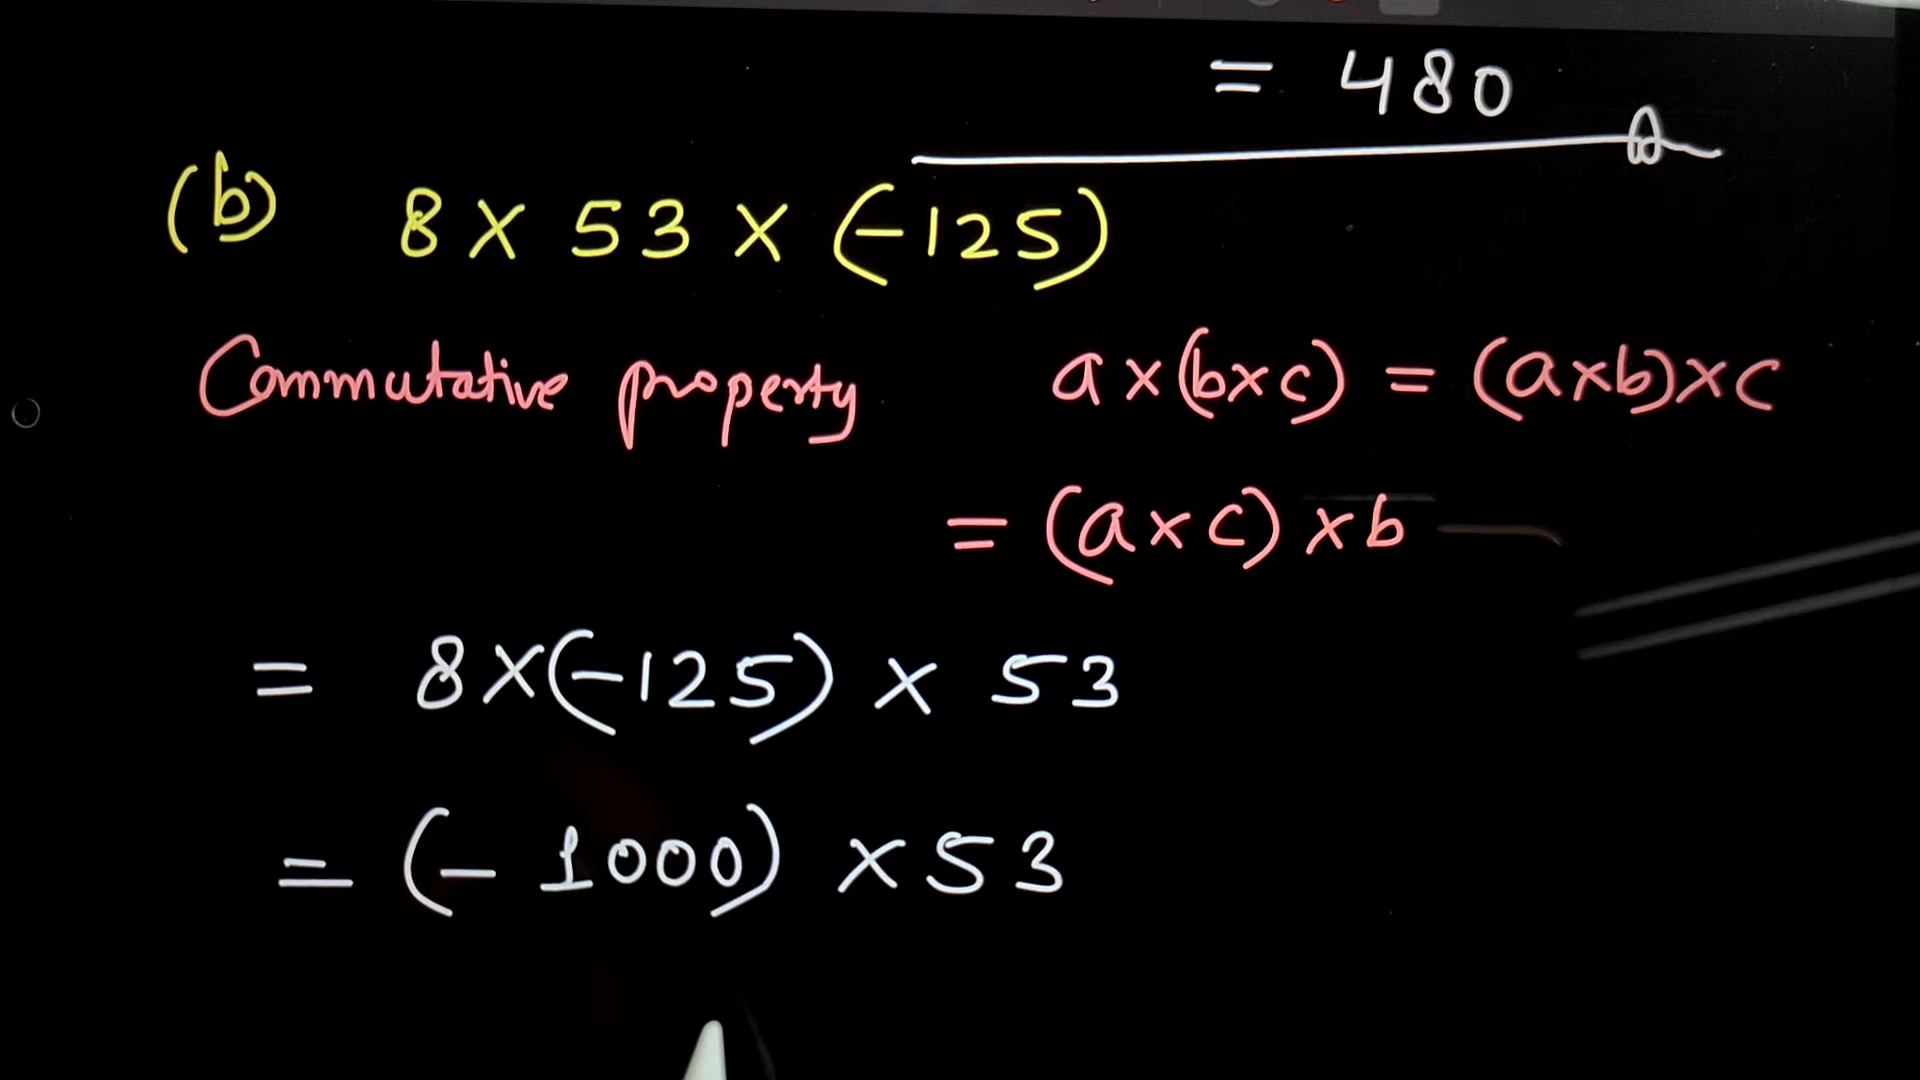 = 480
(b) 8 × 53 × (-125)
Commutative property a×(b×c) = (a×b)×c
= (a×c)×b
= 8×(-125) × 53
= (- 1000) × 53